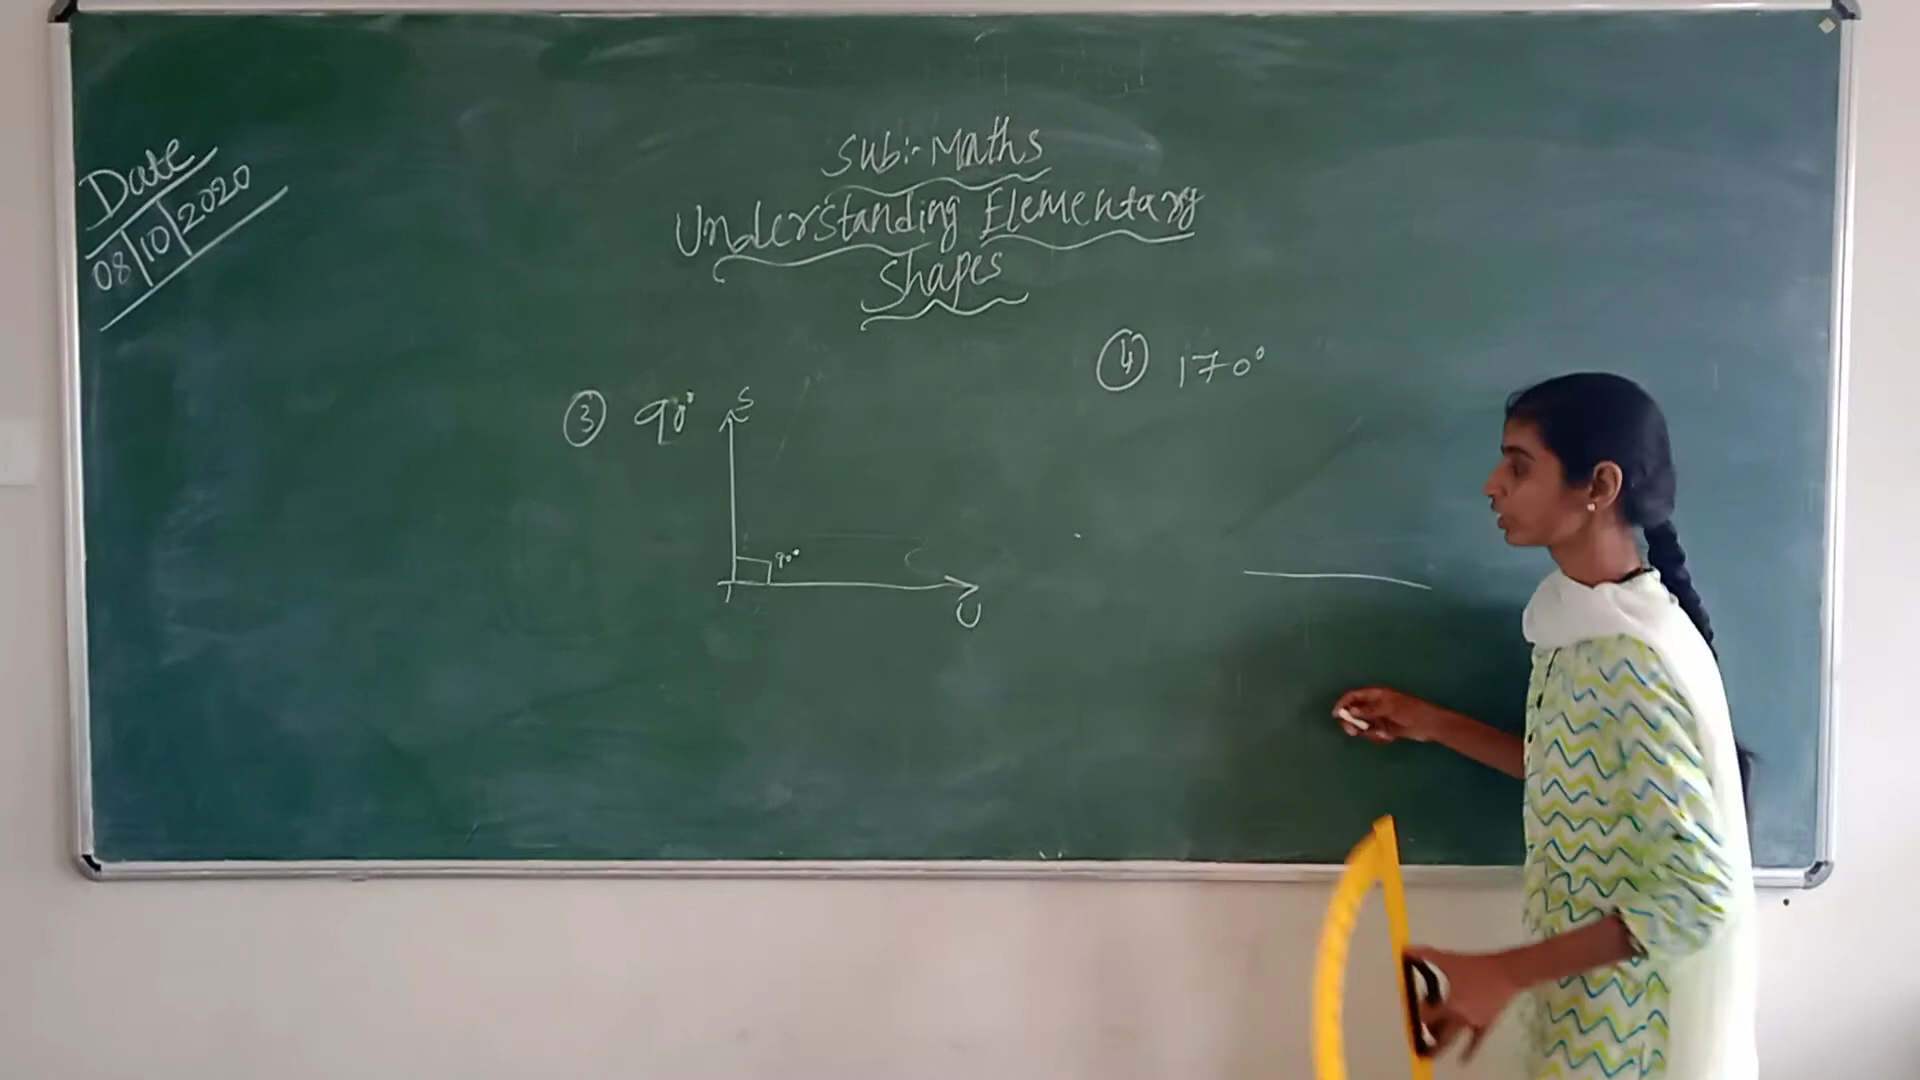 Date
08/10/2020
Sub:- Maths
Understanding Elementary
Shapes
③ 90°
S
90°
U
④ 170°